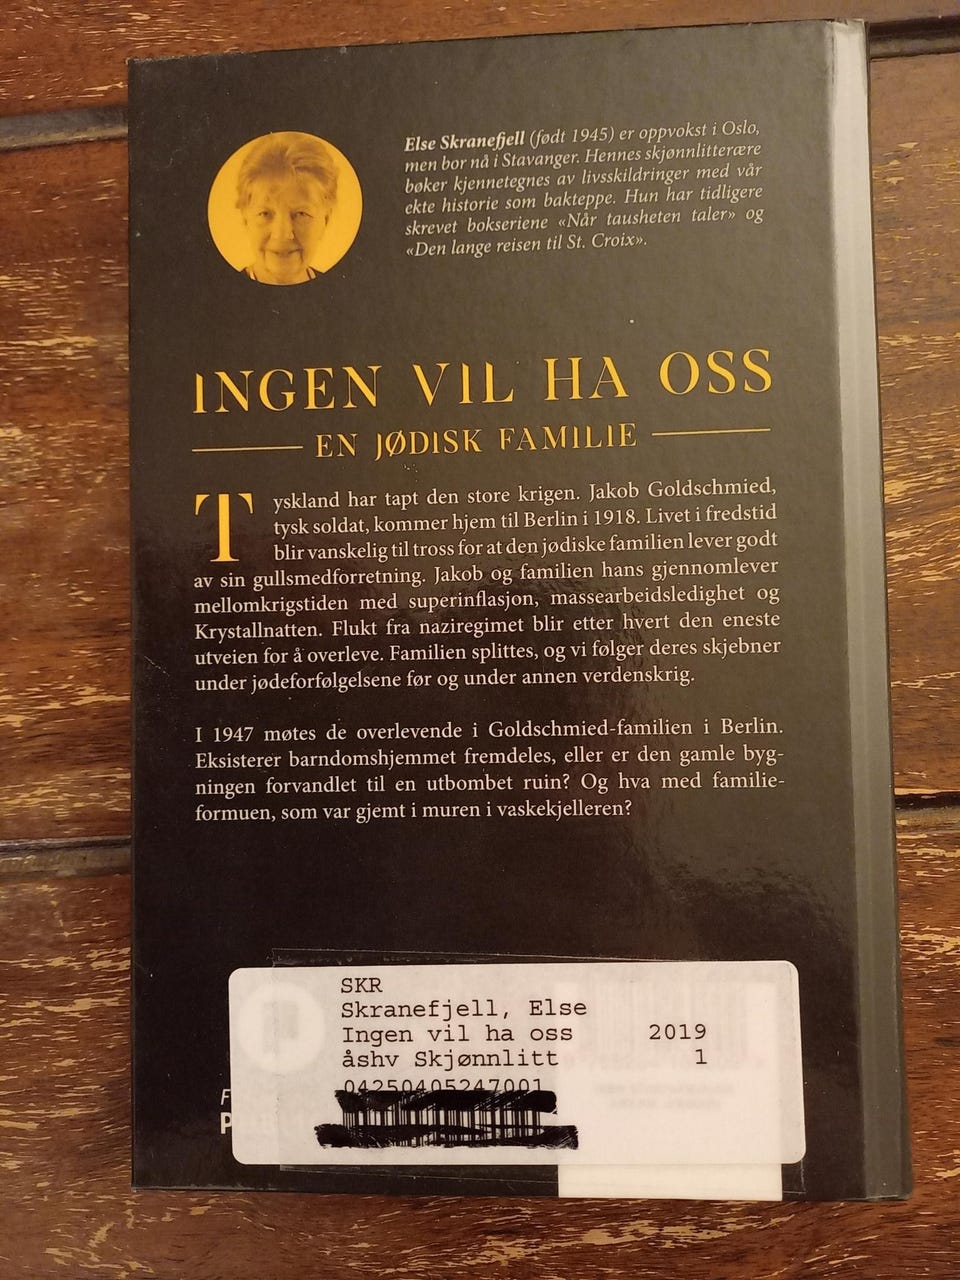 Else Skranefjell (født 1945) er oppvokst i Oslo,
men bor nå i Stavanger. Hennes skjønnlitterære
bøker kjennetegnes av livsskildringer med vår
ekte historie som bakteppe. Hun har tidligere
skrevet bokseriene «Når tausheten taler» og
«Den lange reisen til St. Croix».
INGEN VIL HA OSS
EN JØDISK FAMILIE
Tyskland har tapt den store krigen. Jakob Goldschmied,
tysk soldat, kommer hjem til Berlin i 1918. Livet i fredstid
blir vanskelig til tross for at den jødiske familien lever godt
av sin gullsmedforretning. Jakob og familien hans gjennomlever
mellomkrigstiden med superinflasjon, massearbeidsledighet og
Krystallnatten. Flukt fra naziregimet blir etter hvert den eneste
utveien for å overleve. Familien splittes, og vi følger deres skjebner
under jødeforfølgelsene før og under annen verdenskrig.
I 1947 møtes de overlevende i Goldschmied-familien i Berlin.
Eksisterer barndomshjemmet fremdeles, eller er den gamle byg-
ningen forvandlet til en utbombet ruin? Og hva med familie-
formuen, som var gjemt i muren i vaskekjelleren?
SKR
Skranefjell, Else
Ingen vil ha oss 2019
åshv Skjønnlitt 1
04250405247001